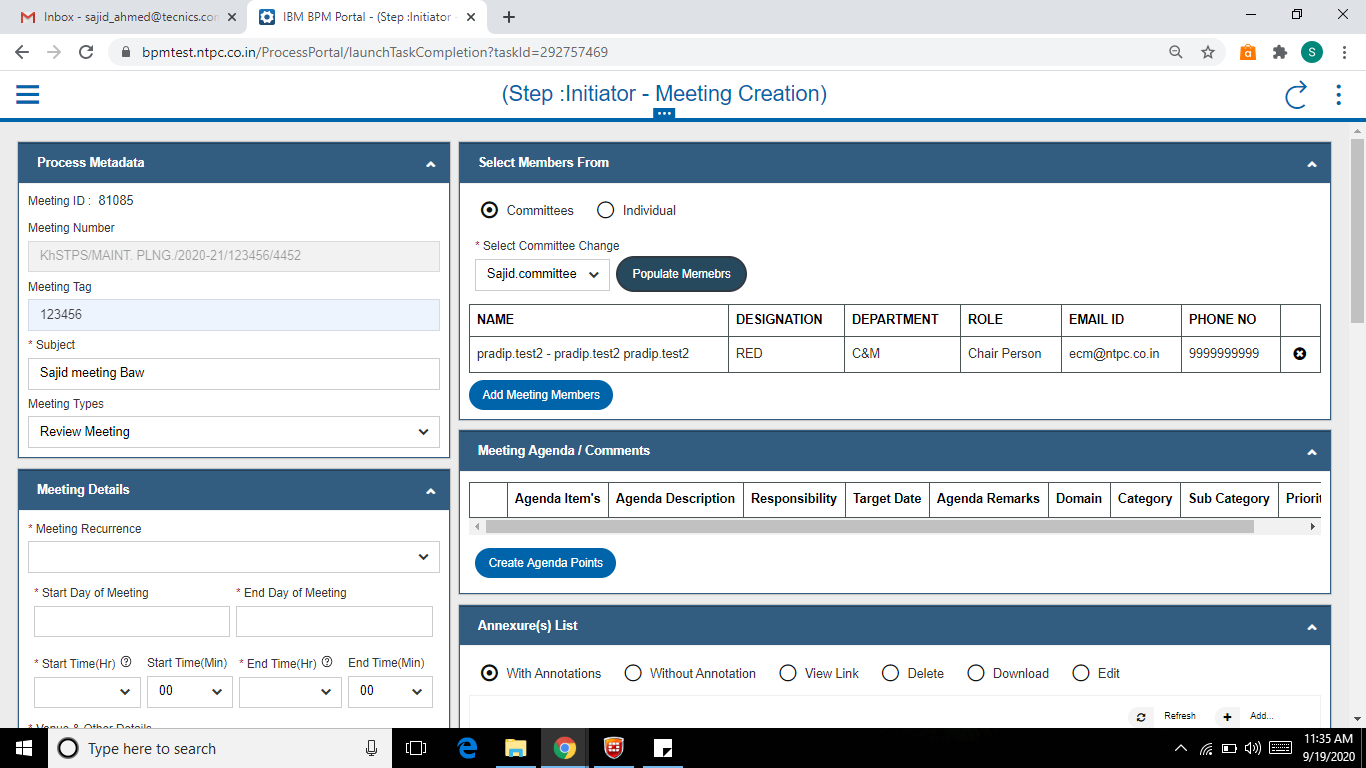 Inbox - sajid_ahmed@tecnics.con
IBM BPM Portal - (Step :Initiator -
bpmtest.ntpc.co.in/ProcessPortal/launchTaskCompletion?taskId=292757469
S
(Step :Initiator - Meeting Creation)
Process Metadata
Meeting ID : 81085
Meeting Number
KhSTPS/MAINT. PLNG./2020-21/123456/4452
Meeting Tag
123456
* Subject
Sajid meeting Baw
Meeting Types
Review Meeting
Meeting Details
* Meeting Recurrence
* Start Day of Meeting
* End Day of Meeting
* Start Time(Hr) ? Start Time(Min) * End Time(Hr) ? End Time(Min)
00 00
* Venue & Other Details
Select Members From
Committees Individual
* Select Committee Change
Sajid.committee Populate Memebrs
NAME DESIGNATION DEPARTMENT ROLE EMAIL ID PHONE NO
pradip.test2 - pradip.test2 pradip.test2 RED C&M Chair Person ecm@ntpc.co.in 9999999999
Add Meeting Members
Meeting Agenda / Comments
Agenda Item's Agenda Description Responsibility Target Date Agenda Remarks Domain Category Sub Category Priorit
Create Agenda Points
Annexure(s) List
With Annotations Without Annotation View Link Delete Download Edit
Refresh Add...
Type here to search
11:35 AM
9/19/2020